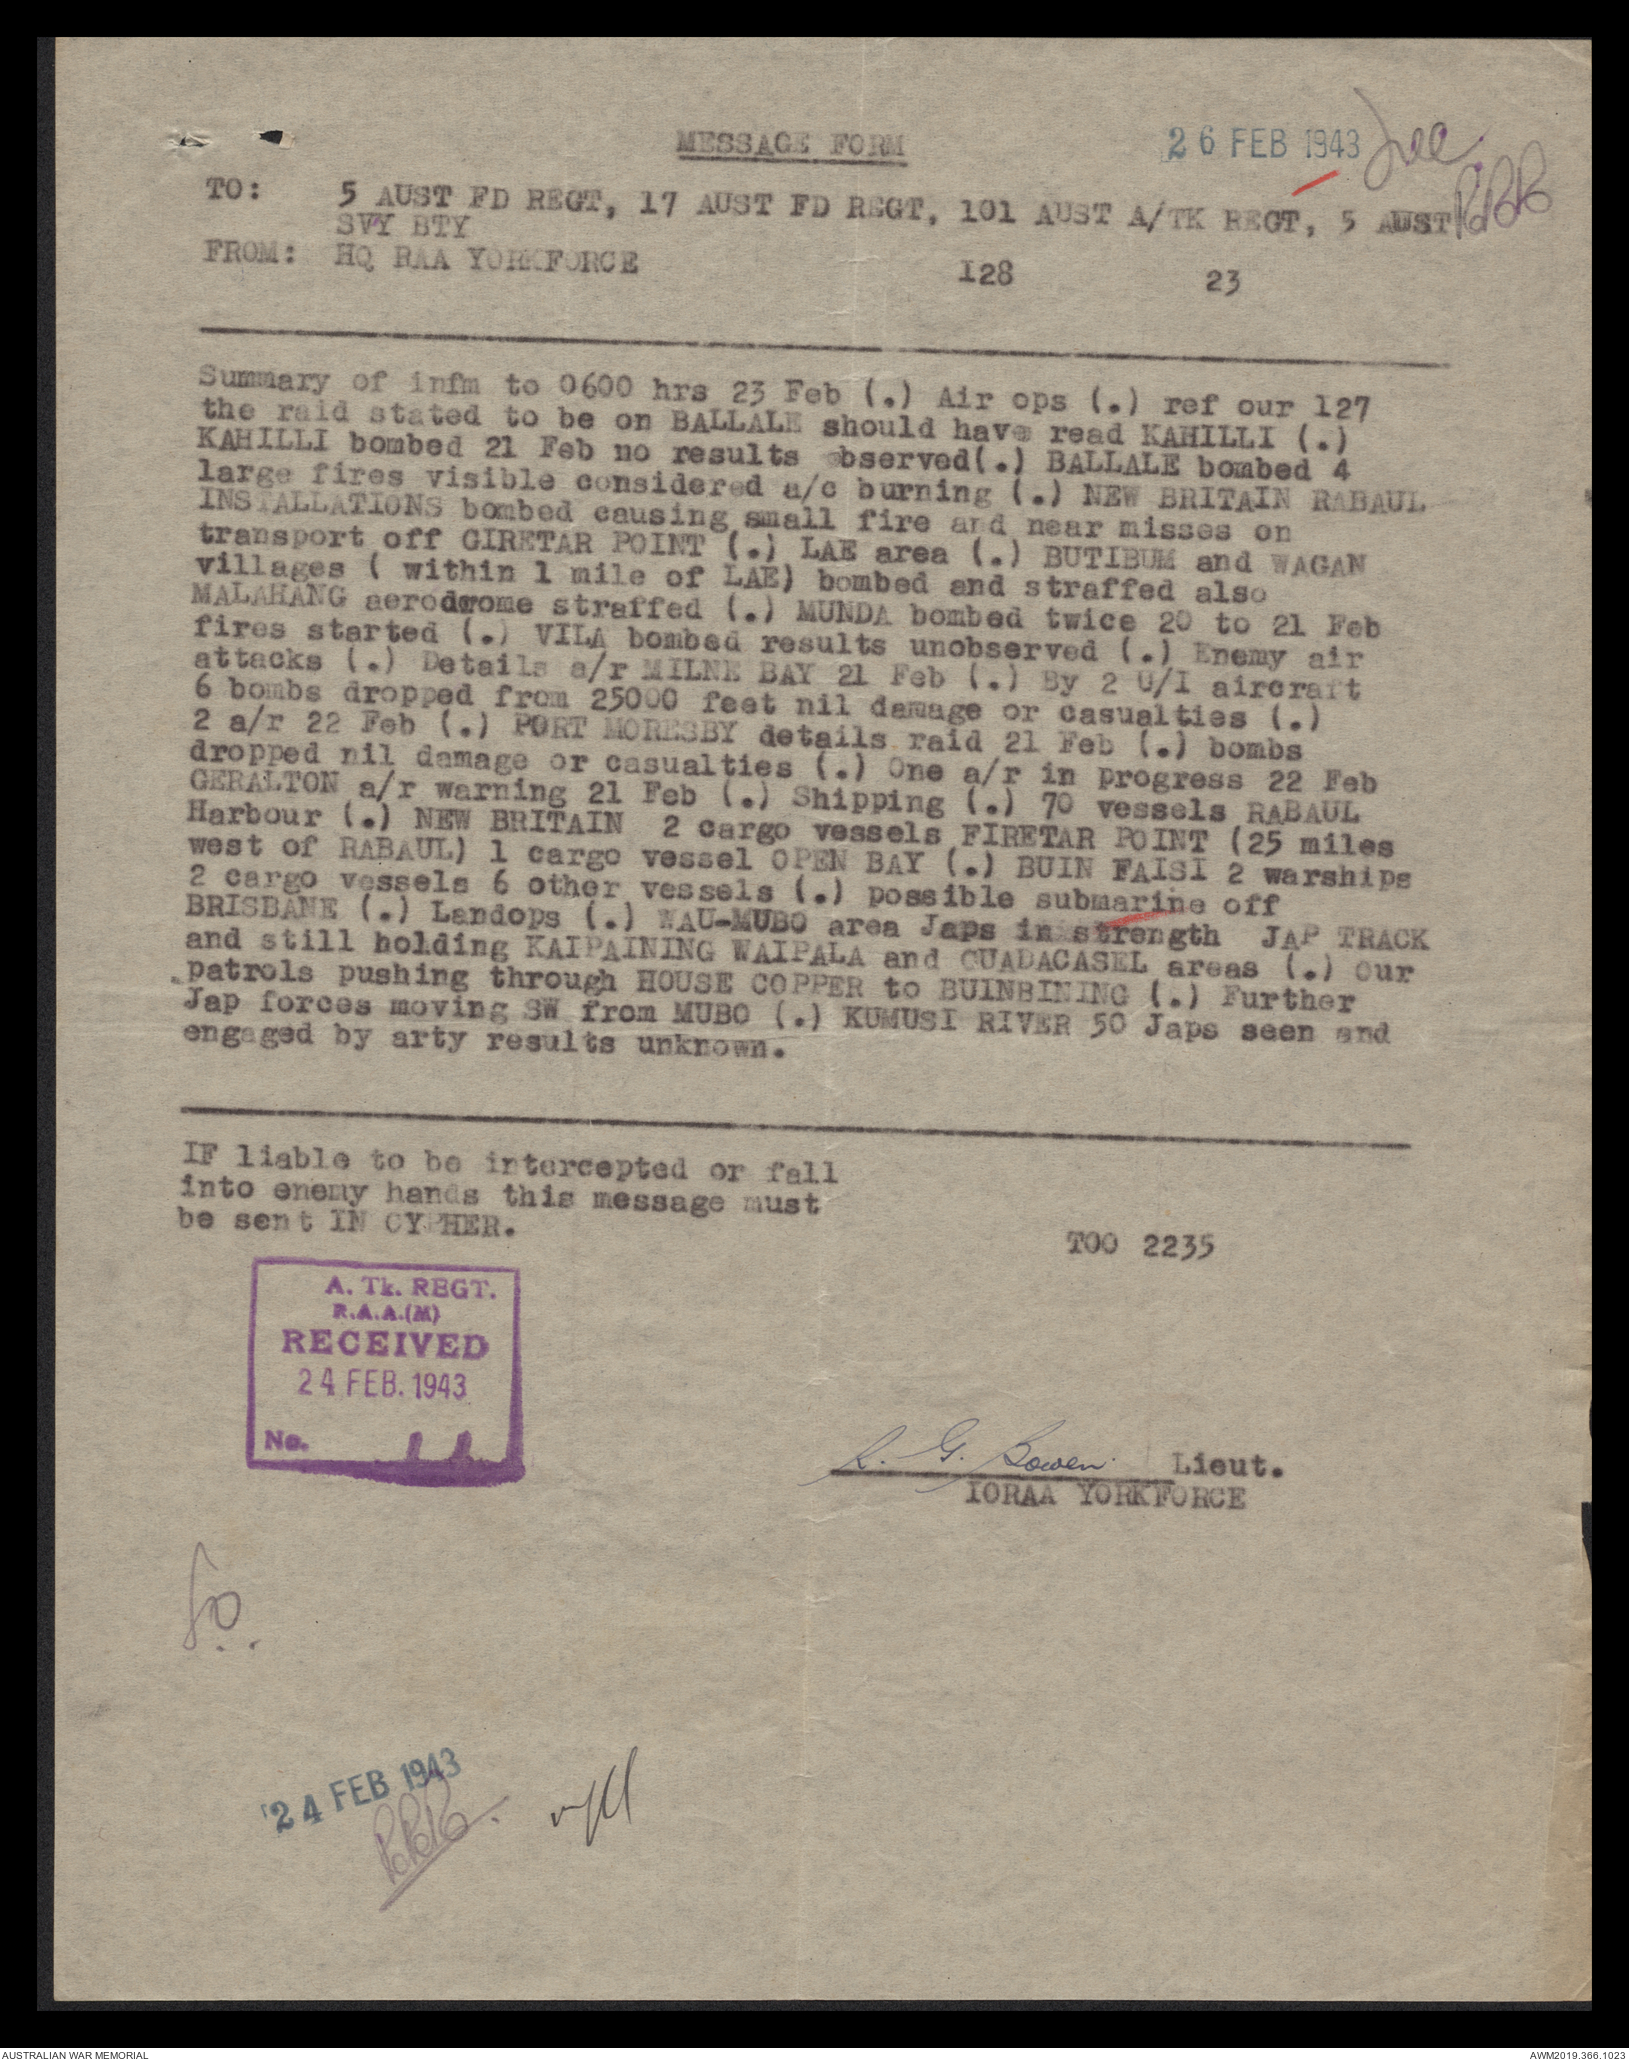 MESSAGE FORM
26 FEB 1943
TO: 5 AUST FD REGT, 17 AUST FD REGT, 101 AUST A/TK REGT, 5 AUST
SVY BTY
FROM: HQ RAA YORKFORCE I28 23
Summary of infm to 0600 hrs 23 Feb (.) Air ops (.) ref our 127
the raid stated to be on BALLALE should have read KAHILLI (.)
KAHILLI bombed 21 Feb no results observed(.) BALLALE bombed 4
large fires visible considered a/c burning (.) NEW BRITAIN RABAUL
INSTALLATIONS bombed causing small fire and near misses on
transport off GIRETAR POINT (.) LAE area (.) BUTIBUM and WAGAN
villages ( within 1 mile of LAE) bombed and straffed also
MALAHANG aerodrome straffed (.) MUNDA bombed twice 20 to 21 Feb
fires started (.) VILA bombed results unobserved (.) Enemy air
attacks (.) Details a/r MILNE BAY 21 Feb (.) By 2 U/I aircraft
6 bombs dropped from 25000 feet nil damage or casualties (.)
2 a/r 22 Feb (.) PORT MORESBY details raid 21 Feb (.) bombs
dropped nil damage or casualties (.) One a/r in progress 22 Feb
GERALTON a/r warning 21 Feb (.) Shipping (.) 70 vessels RABAUL
Harbour (.) NEW BRITAIN 2 cargo vessels FIRETAR POINT (25 miles
west of RABAUL) 1 cargo vessel OPEN BAY (.) BUIN FAISI 2 warships
2 cargo vessels 6 other vessels (.) possible submarine off
BRISBANE (.) Landops (.) WAU-MUBO area Japs in strength JAP TRACK
and still holding KAIPAINING WAIPALA and GUADACASEL areas (.) Our
patrols pushing through HOUSE COPPER to BUINBINING (.) Further
Jap forces moving SW from MUBO (.) KUMUSI RIVER 50 Japs seen and
engaged by arty results unknown.
IF liable to be intercepted or fall
into enemy hands this message must
be sent IN CYPHER.
TOO 2235
A. Tk. REGT.
R.A.A.(M)
RECEIVED
24 FEB. 1943
No.
R. G. Bowen Lieut.
IORAA YORKFORCE
24 FEB 1943
AUSTRALIAN WAR MEMORIAL
AWM2019.366.1023